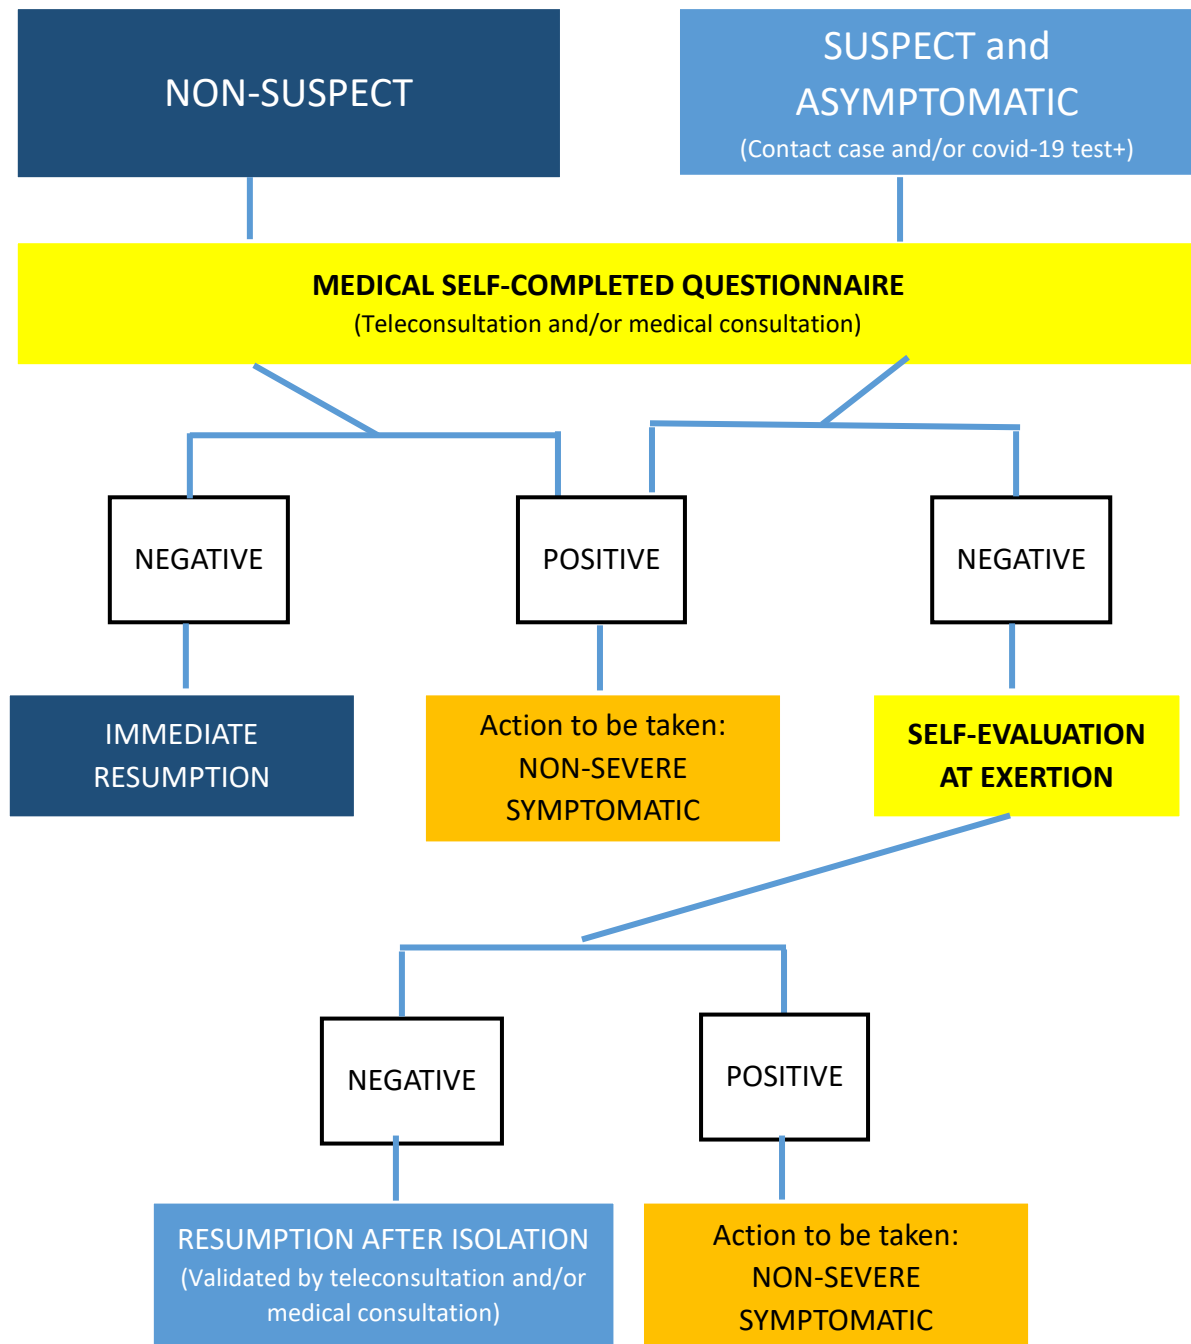 NON-SUSPECT
SUSPECT and
ASYMPTOMATIC
(Contact case and/or covid-19 test+)
MEDICAL SELF-COMPLETED QUESTIONNAIRE
(Teleconsultation and/or medical consultation)
NEGATIVE
POSITIVE
NEGATIVE
IMMEDIATE
RESUMPTION
Action to be taken:
NON-SEVERE
SYMPTOMATIC
SELF-EVALUATION
AT EXERTION
NEGATIVE
POSITIVE
RESUMPTION AFTER ISOLATION
(Validated by teleconsultation and/or
medical consultation)
Action to be taken:
NON-SEVERE
SYMPTOMATIC